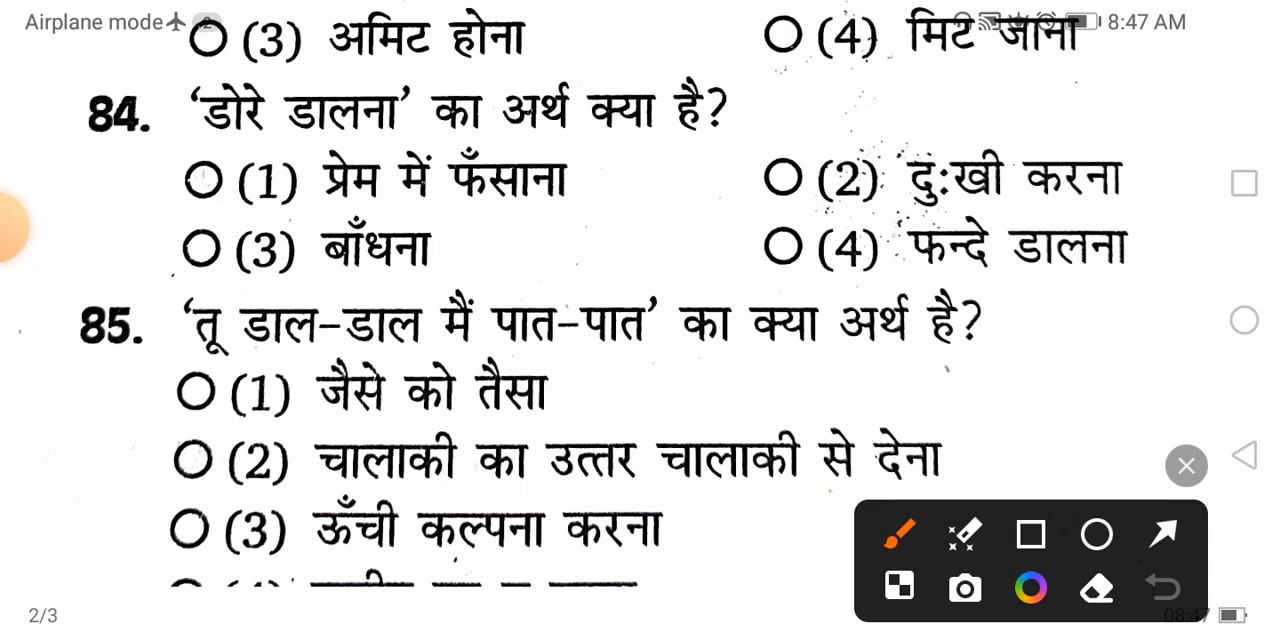 Airplane mode 8:47 AM
(3) अमिट होना (4) मिट जाना
84. ‘डोरे डालना’ का अर्थ क्या है?
(1) प्रेम में फँसाना (2) दु:खी करना
(3) बाँधना (4) फन्दे डालना
85. ‘तू डाल-डाल मैं पात-पात’ का क्या अर्थ है?
(1) जैसे को तैसा
(2) चालाकी का उत्तर चालाकी से देना
(3) ऊँची कल्पना करना
2/3 08:47